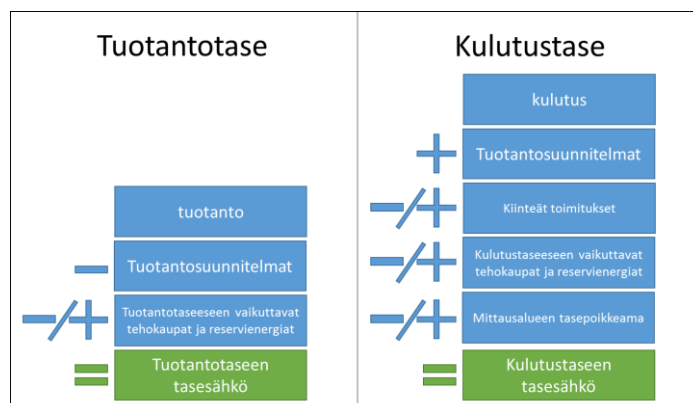 Tuotantotase
tuotanto
Tuotantosuunnitelmat
Tuotantotaseeseen vaikuttavat
tehokaupat ja reservienergiat
Tuotantotaseen
tasesähkö
Kulutustase
kulutus
Tuotantosuunnitelmat
Kiinteät toimitukset
Kulutustaseeseen vaikuttavat
tehokaupat ja reservienergiat
Mittausalueen tasepoikkeama
Kulutustaseen
tasesähkö